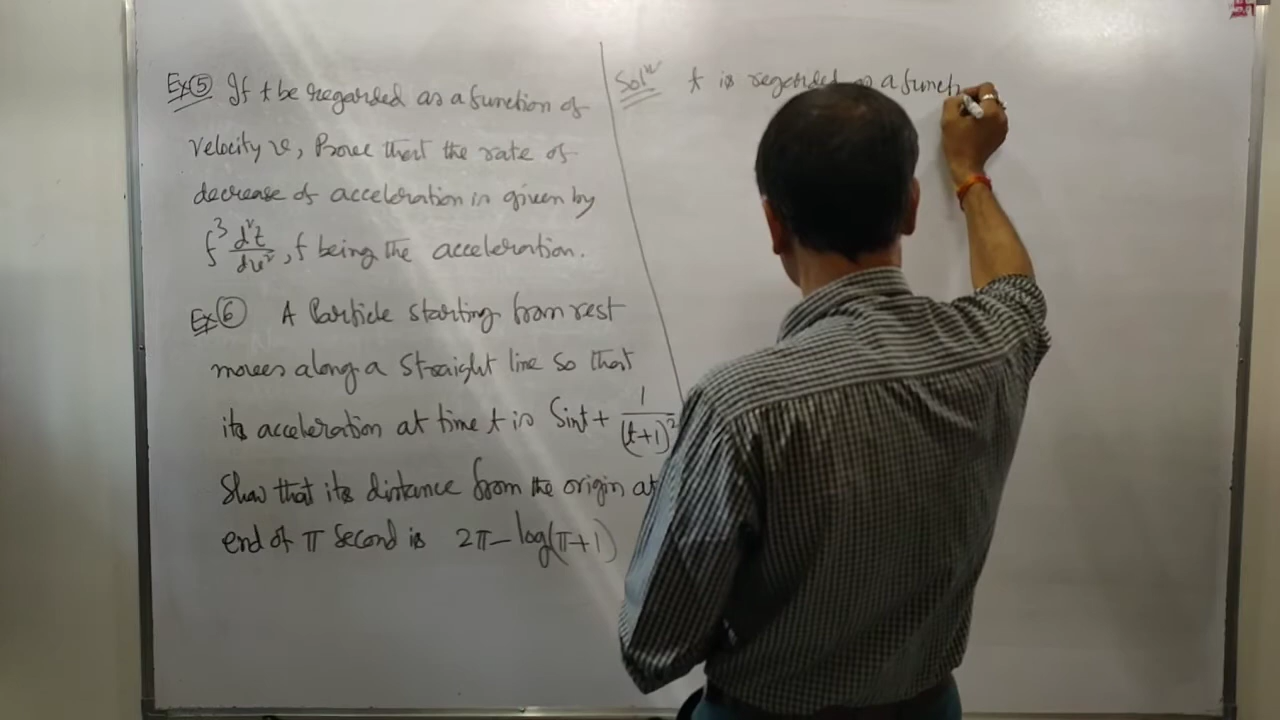 Ex⑤ If t be regarded as a function of
velocity v, Prove that the rate of
decrease of acceleration is given by
f³ d²t/dv², f being the acceleration.
Ex⑥ A Particle starting from rest
moves along a straight line so that
its acceleration at time t is Sint + 1/(t+1)²
Show that its distance from the origin at
end of π Second is 2π – log(π+1)
Solⁿ t is regarded as a functi